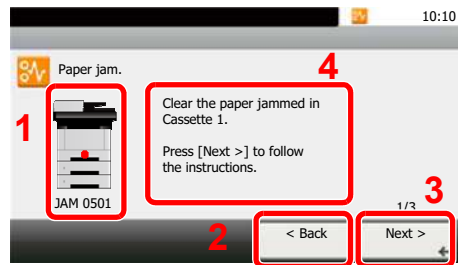 10:10
Paper jam.
4
1
Clear the paper jammed in
Cassette 1.
Press [Next >] to follow
the instructions.
JAM 0501
1/3
3
2
< Back
Next >